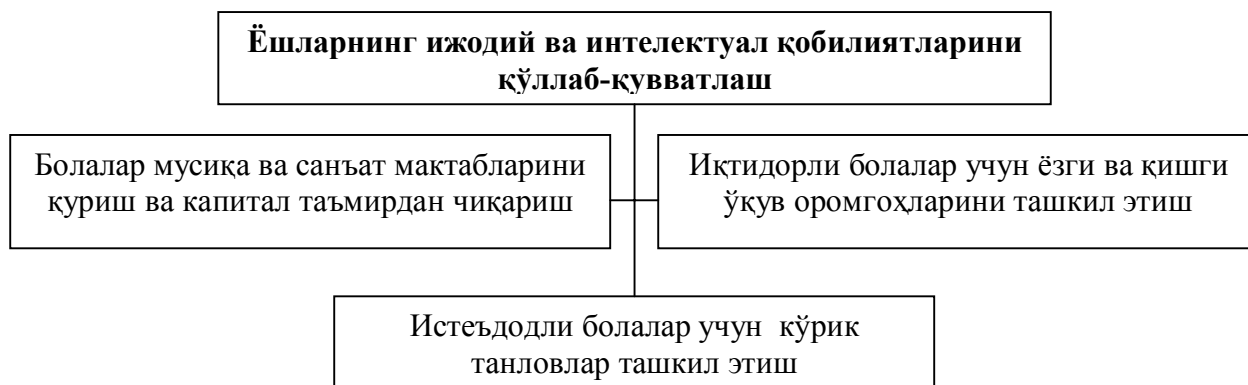 Ёшларнинг ижодий ва интелектуал қобилиятларини
қўллаб-қувватлаш
Болалар мусиқа ва санъат мактабларини
қуриш ва капитал таъмирдан чиқариш
Иқтидорли болалар учун ёзги ва қишги
ўқув оромгоҳларини ташкил этиш
Истеъдодли болалар учун кўрик
танловлар ташкил этиш